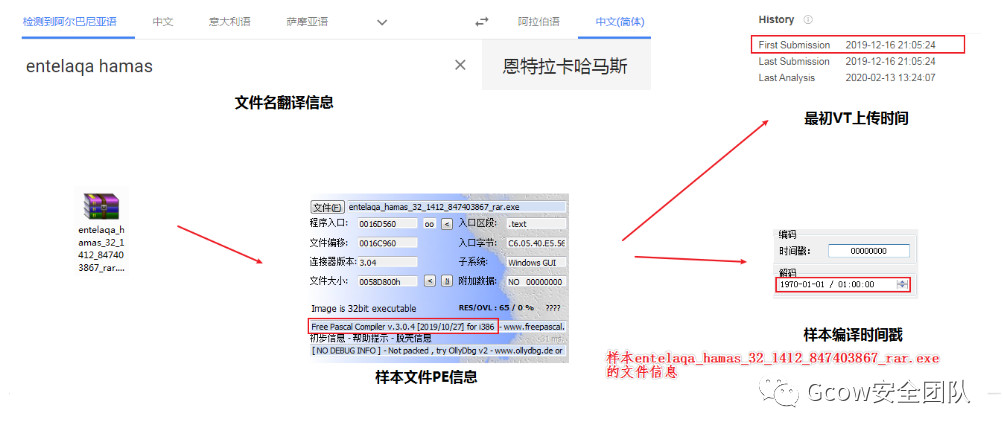 检测到阿尔巴尼亚语 中文 意大利语 萨摩亚语 阿拉伯语 中文(简体)
entelaqa hamas
恩特拉卡哈马斯
文件名翻译信息
History
First Submission 2019-12-16 21:05:24
Last Submission 2019-12-16 21:05:24
Last Analysis 2020-02-13 13:24:07
最初VT上传时间
entelaqa_h
amas_32_1
412_84740
3867_rar....
文件(F) entelaqa_hamas_32_1412_847403867_rar.exe
程序入口: 0016D560 oo < 入口区段: .text
文件偏移: 0016C960 入口字节: C6.05.40.E5.5
连接器版本: 3.04 子系统: Windows GUI
文件大小: 0058D800h < 附加数据: NO 00000000
Image is 32bit executable RES/OVL : 65 / 0 % ????
Free Pascal Compiler v.3.0.4 [2019/10/27] for i386 - www.freepascal.
初步信息 - 帮助提示 - 脱壳信息
[ NO DEBUG INFO ] - Not packed , try OllyDbg v2 - www.ollydbg.de or
样本文件PE信息
编码
时间戳: 00000000
解码
1970-01-01 / 01:00:00
样本编译时间戳
样本entelaqa_hamas_32_1412_847403867_rar.exe
的文件信息
Gcow安全团队